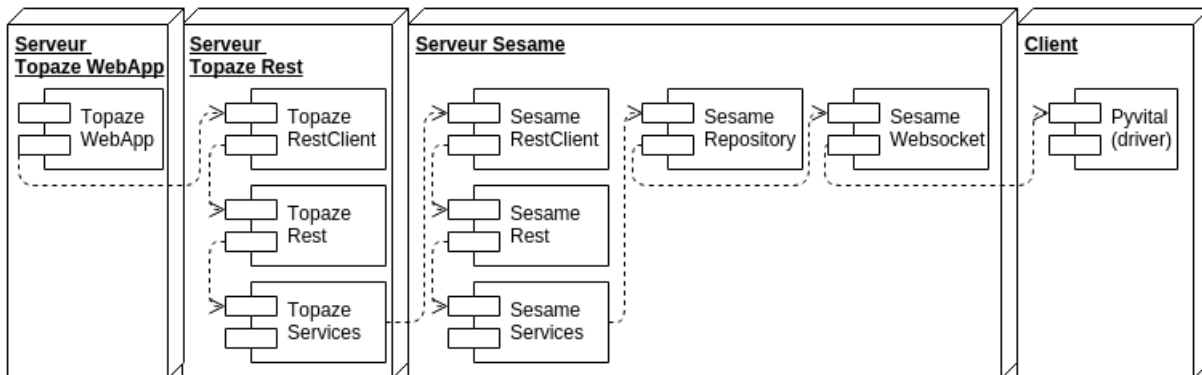 Serveur
Topaze WebApp
Topaze
WebApp
Serveur
Topaze Rest
Topaze
RestClient
Topaze
Rest
Topaze
Services
Serveur Sesame
Sesame
RestClient
Sesame
Rest
Sesame
Services
Sesame
Repository
Sesame
Websocket
Client
Pyvital
(driver)